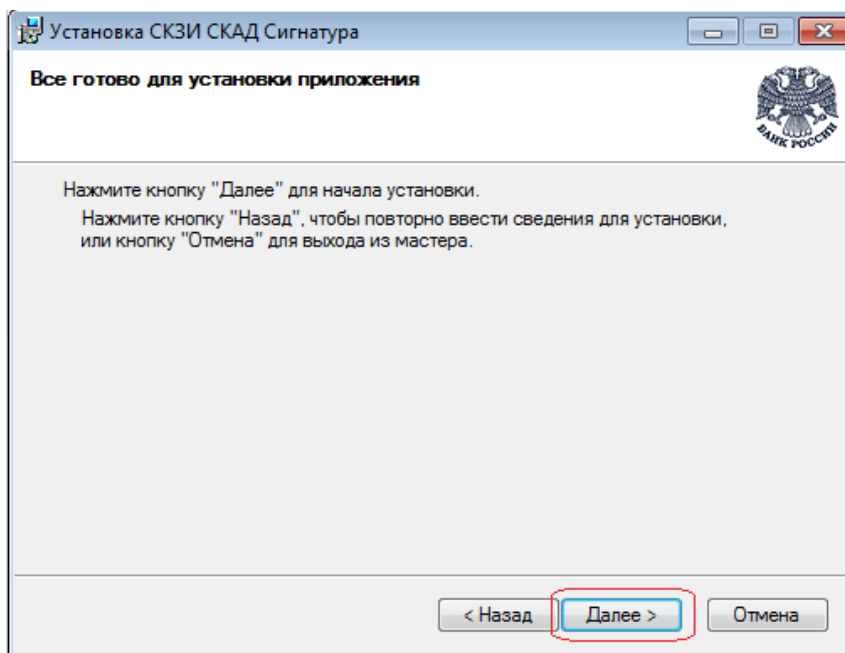 Установка СКЗИ СКАД Сигнатура
Все готово для установки приложения
БАНК РОССИИ
Нажмите кнопку "Далее" для начала установки.
Нажмите кнопку "Назад", чтобы повторно ввести сведения для установки,
или кнопку "Отмена" для выхода из мастера.
< Назад
Далее >
Отмена